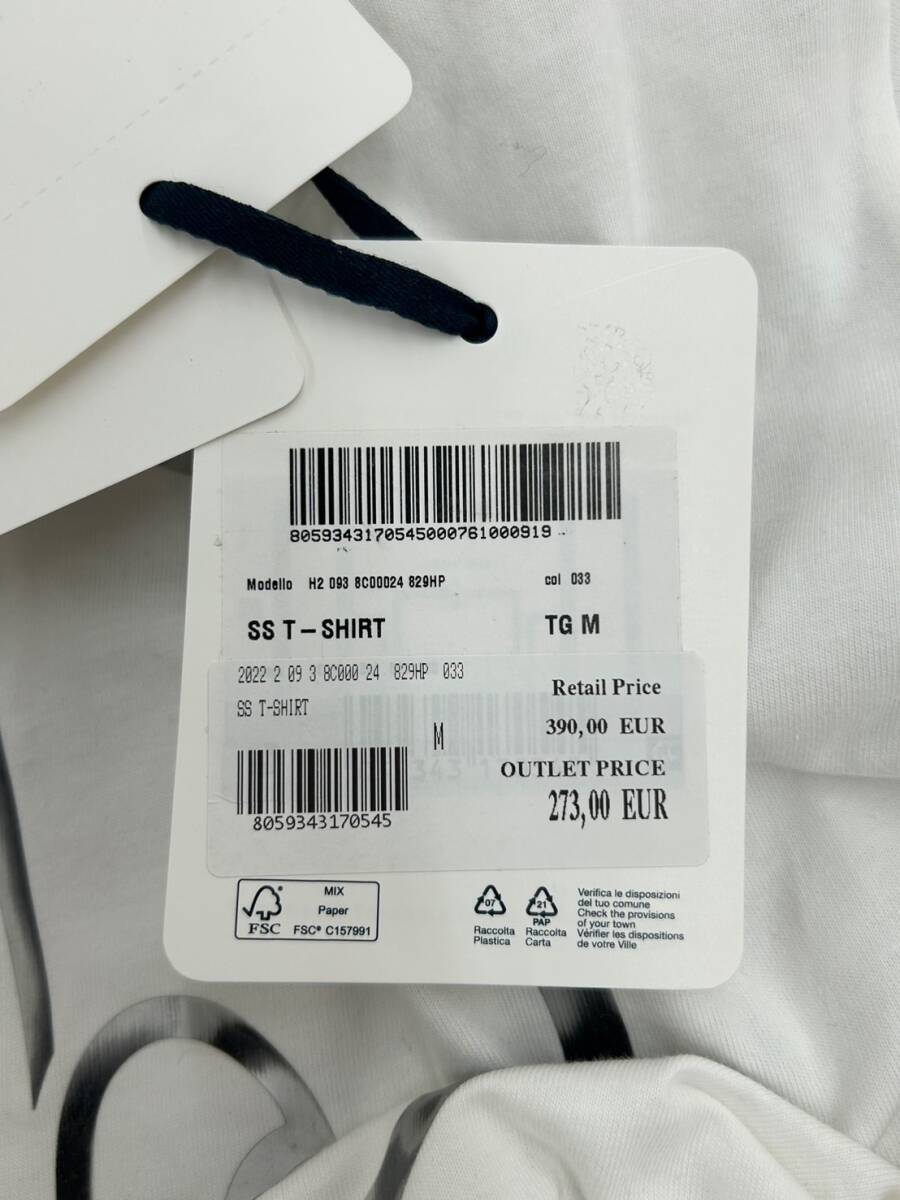 8059343170545000761000919
Modello H2 093 8C00024 829HP col 033
SS T-SHIRT TG M
2022 2 09 3 8C000 24 829HP 033
SS T-SHIRT
M
8059343170545
Retail Price
390,00 EUR
OUTLET PRICE
273,00 EUR
FSC
MIX
Paper
FSC® C157991
07
Raccolta
Plastica
21
PAP
Raccolta
Carta
Verifica le disposizioni
del tuo comune
Check the provisions
of your town
Vérifier les dispositions
de votre Ville